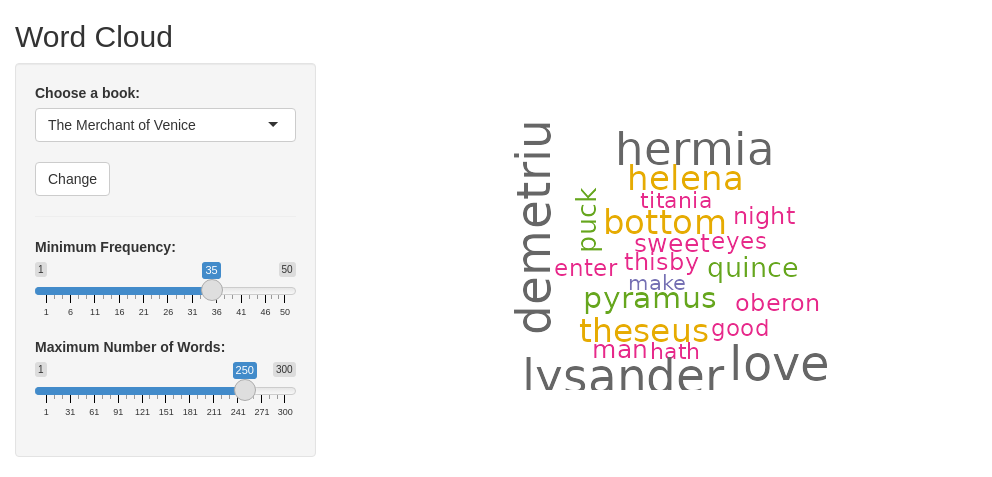 Word Cloud
Choose a book:
The Merchant of Venice
Change
Minimum Frequency:
1 35 50
1 6 11 16 21 26 31 36 41 46 50
Maximum Number of Words:
1 250 300
1 31 61 91 121 151 181 211 241 271 300
demetriu
hermia
helena
titania
puck
bottom
night
sweet
eyes
enter
thisby
quince
make
pyramus
oberon
theseus
good
man
hath
lysander
love